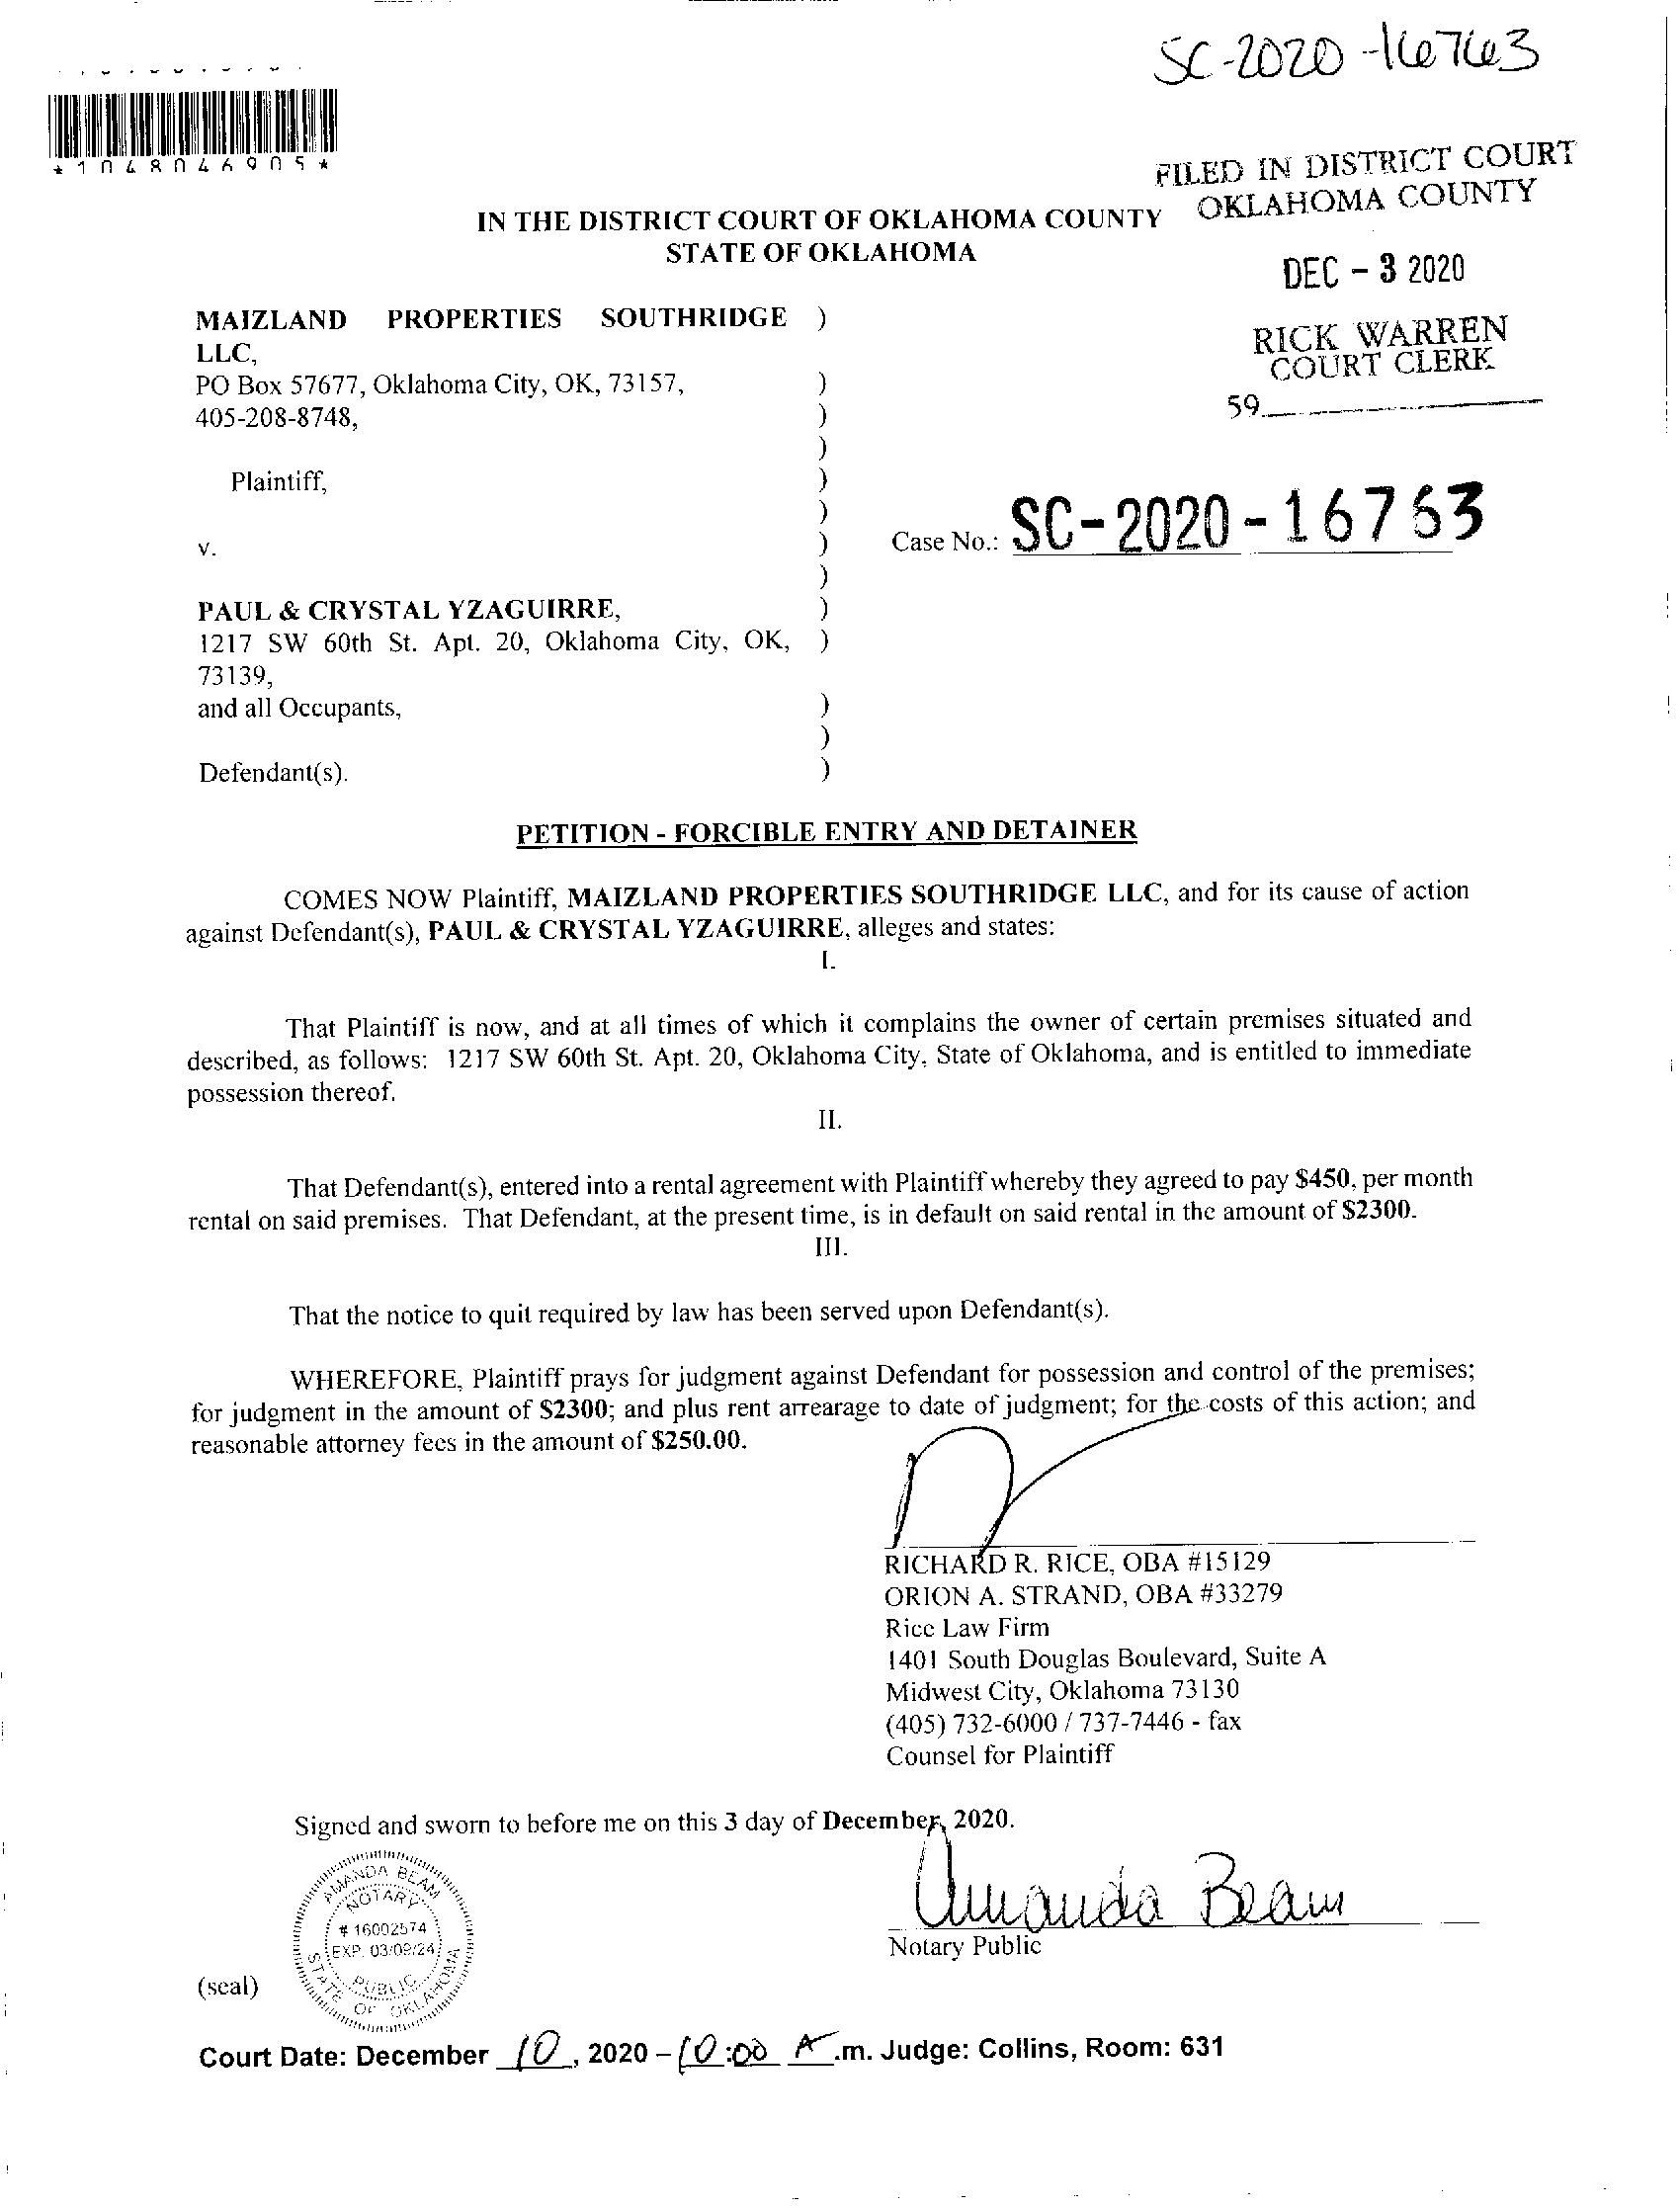 SC-2020-16763
*1048046905*
FILED IN DISTRICT COURT
OKLAHOMA COUNTY
IN THE DISTRICT COURT OF OKLAHOMA COUNTY
STATE OF OKLAHOMA
DEC - 3 2020
RICK WARREN
COURT CLERK
59
MAIZLAND PROPERTIES SOUTHRIDGE )
LLC,
PO Box 57677, Oklahoma City, OK, 73157, )
405-208-8748, )
)
Plaintiff, )
)
v. )
Case No.: SC-2020-16763
)
PAUL & CRYSTAL YZAGUIRRE, )
1217 SW 60th St. Apt. 20, Oklahoma City, OK, )
73139,
and all Occupants, )
)
Defendant(s). )
PETITION - FORCIBLE ENTRY AND DETAINER
COMES NOW Plaintiff, MAIZLAND PROPERTIES SOUTHRIDGE LLC, and for its cause of action
against Defendant(s), PAUL & CRYSTAL YZAGUIRRE, alleges and states:
I.
That Plaintiff is now, and at all times of which it complains the owner of certain premises situated and
described, as follows: 1217 SW 60th St. Apt. 20, Oklahoma City, State of Oklahoma, and is entitled to immediate
possession thereof.
II.
That Defendant(s), entered into a rental agreement with Plaintiff whereby they agreed to pay $450, per month
rental on said premises. That Defendant, at the present time, is in default on said rental in the amount of $2300.
III.
That the notice to quit required by law has been served upon Defendant(s).
WHEREFORE, Plaintiff prays for judgment against Defendant for possession and control of the premises;
for judgment in the amount of $2300; and plus rent arrearage to date of judgment; for the costs of this action; and
reasonable attorney fees in the amount of $250.00.
RICHARD R. RICE, OBA #15129
ORION A. STRAND, OBA #33279
Rice Law Firm
1401 South Douglas Boulevard, Suite A
Midwest City, Oklahoma 73130
(405) 732-6000 / 737-7446 - fax
Counsel for Plaintiff
Signed and sworn to before me on this 3 day of December, 2020.
AMANDA BEAM
NOTARY
# 16002574
EXP. 03/09/24
PUBLIC
STATE OF OKLAHOMA
Amanda Beam
Notary Public
(seal)
Court Date: December 10, 2020 – 10:00 A.m. Judge: Collins, Room: 631